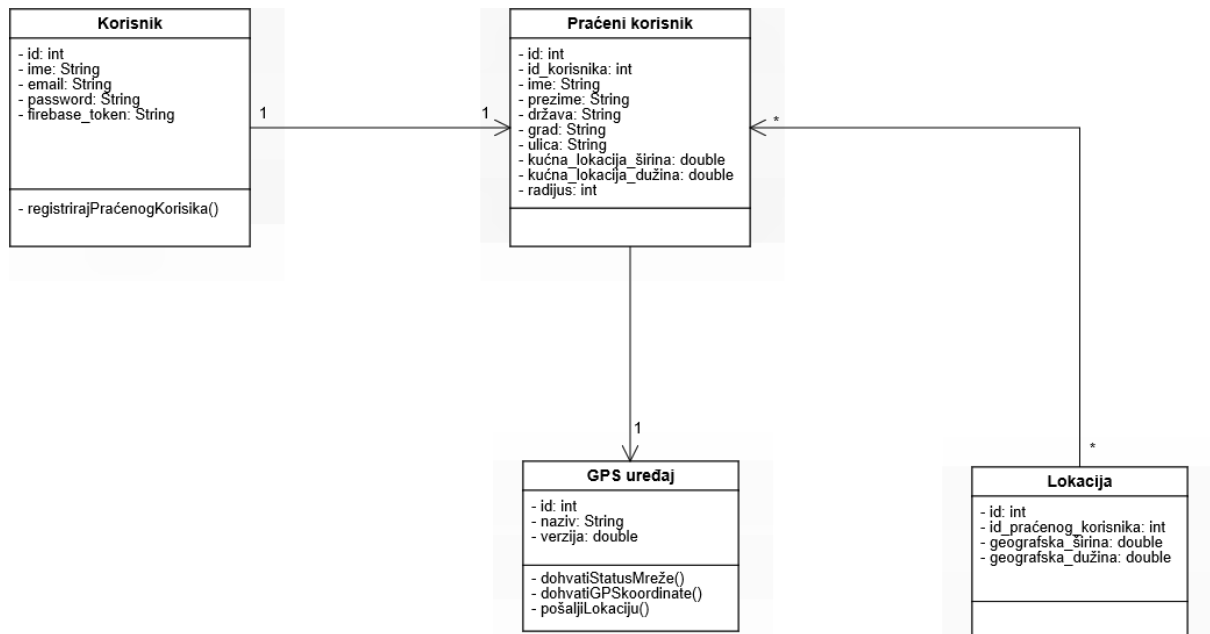 Korisnik
- id: int
- ime: String
- email: String
- password: String
- firebase_token: String
- registrirajPraćenogKorisika()
1
1
Praćeni korisnik
- id: int
- id_korisnika: int
- ime: String
- prezime: String
- država: String
- grad: String
- ulica: String
- kućna_lokacija_širina: double
- kućna_lokacija_dužina: double
- radijus: int
*
1
GPS uređaj
- id: int
- naziv: String
- verzija: double
- dohvatiStatusMreže()
- dohvatiGPSkoordinate()
- pošaljiLokaciju()
*
Lokacija
- id: int
- id_praćenog_korisnika: int
- geografska_širina: double
- geografska_dužina: double